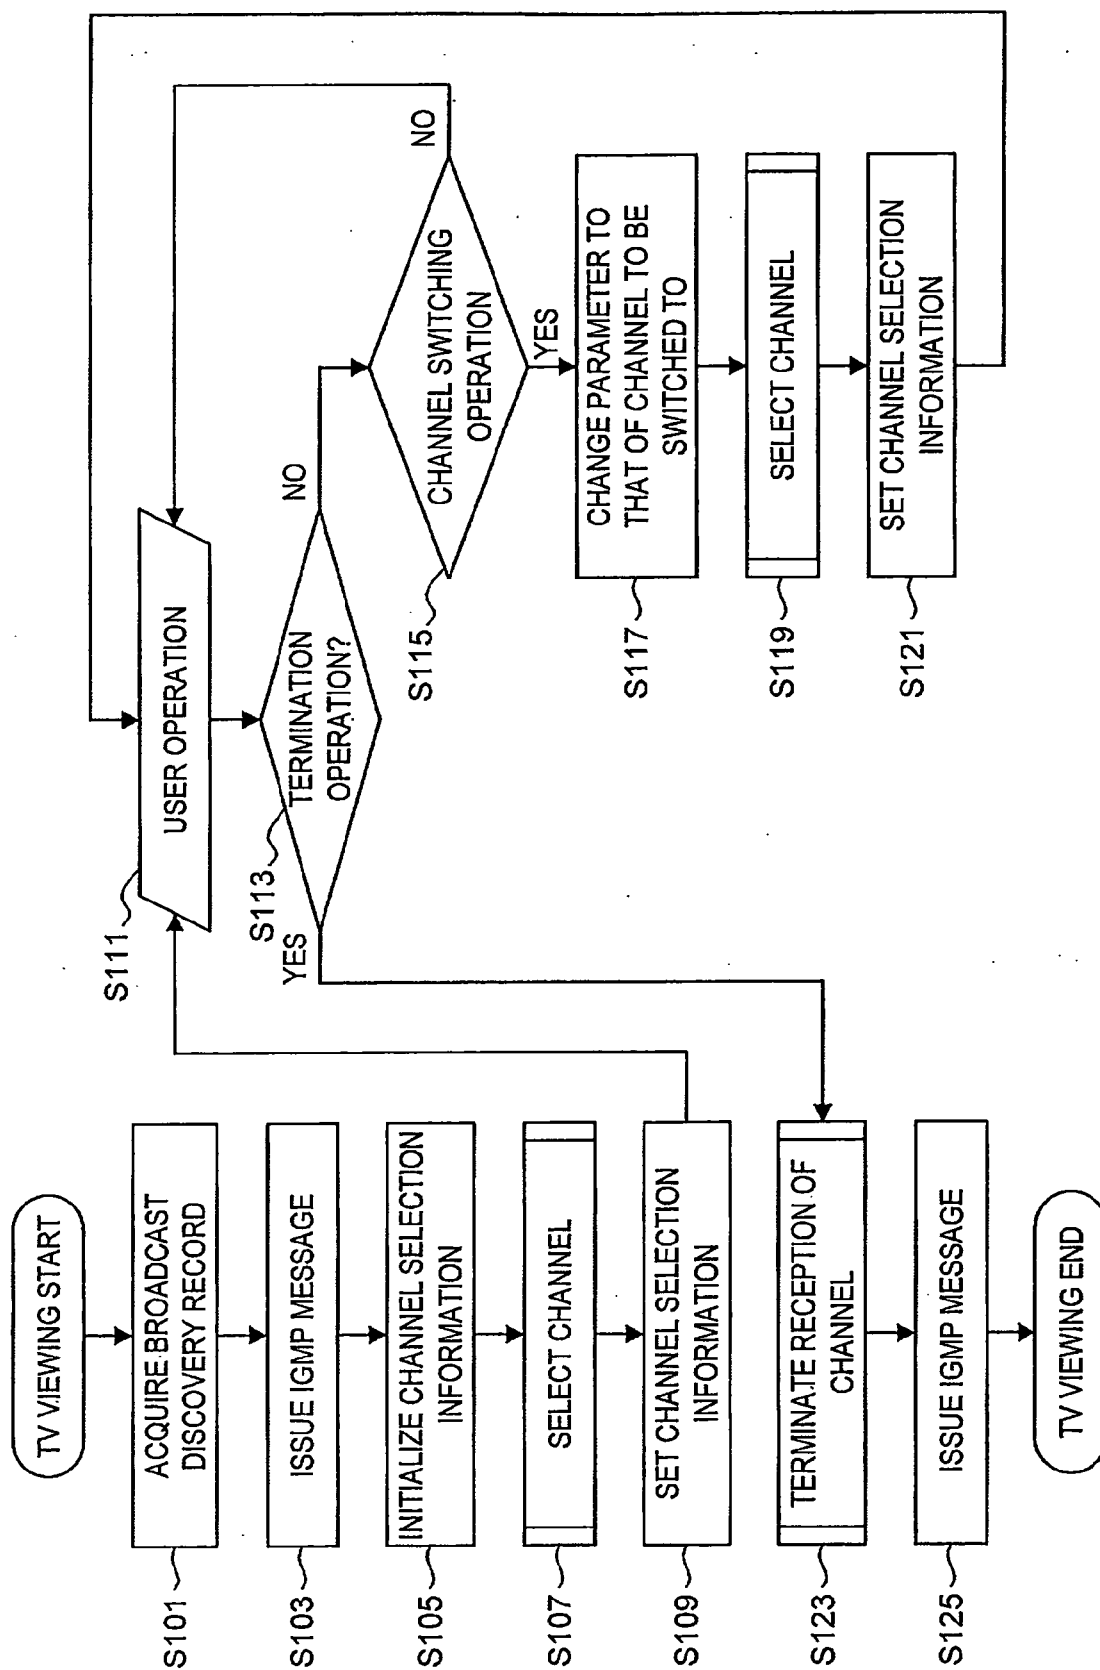 TV VIEWING START
S101
ACQUIRE BROADCAST
DISCOVERY RECORD
S103
ISSUE IGMP MESSAGE
S105
INITIALIZE CHANNEL SELECTION
INFORMATION
S107
SELECT CHANNEL
S109
SET CHANNEL SELECTION
INFORMATION
S123
TERMINATE RECEPTION OF
CHANNEL
S125
ISSUE IGMP MESSAGE
TV VIEWING END
S111
USER OPERATION
S113
TERMINATION
OPERATION?
YES
NO
S115
CHANNEL SWITCHING
OPERATION
NO
YES
S117
CHANGE PARAMETER TO
THAT OF CHANNEL TO BE
SWITCHED TO
S119
SELECT CHANNEL
S121
SET CHANNEL SELECTION
INFORMATION